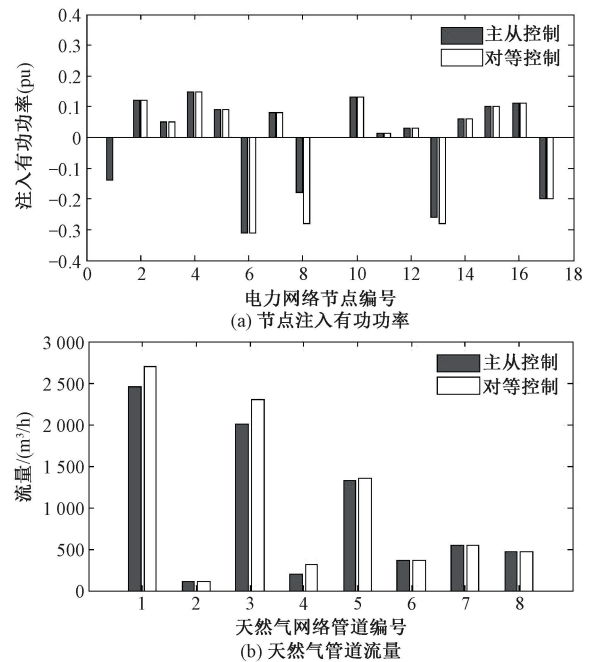 0.4
主从控制
0.3
对等控制
0.2
0.1
0
−0.1
−0.2
−0.3
−0.4
注入有功功率(pu)
0 2 4 6 8 10 12 14 16 18
电力网络节点编号
(a) 节点注入有功功率
3 000
主从控制
2 500
对等控制
2 000
1 500
1 000
500
0
流量/(m³/h)
1 2 3 4 5 6 7 8
天然气网络管道编号
(b) 天然气管道流量